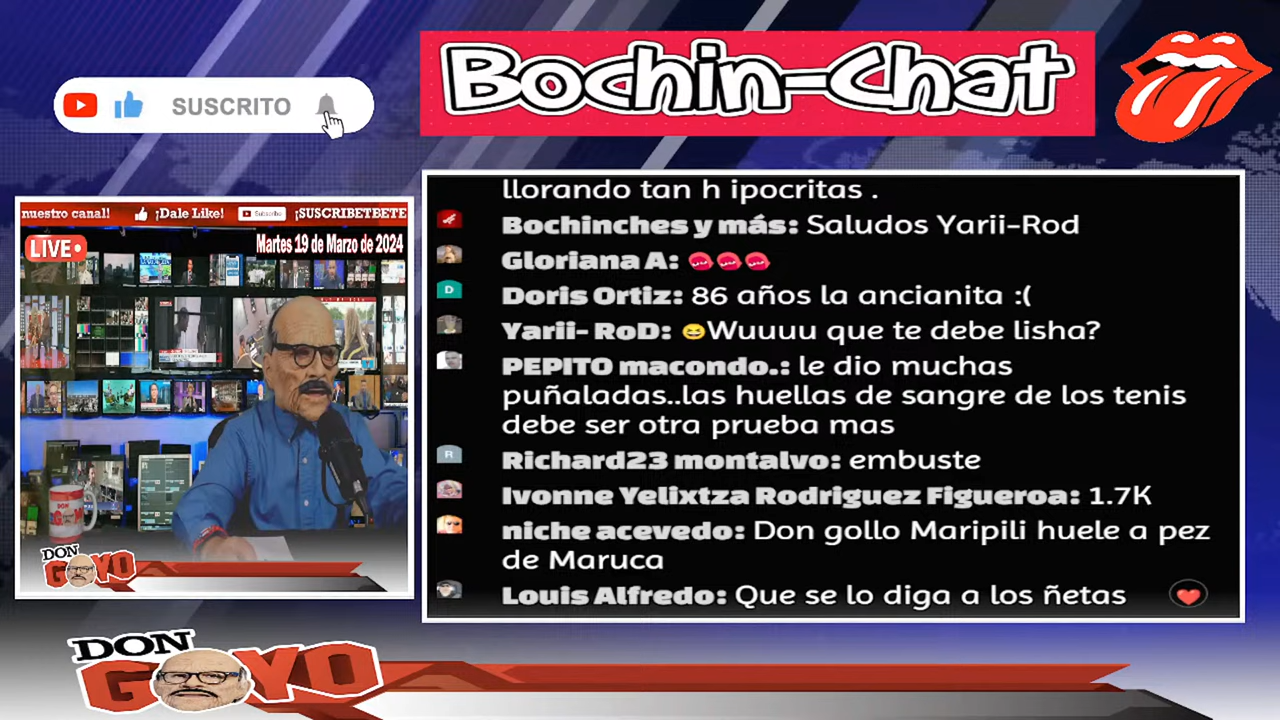 Bochin-Chat
SUSCRITO
nuestro canal! ¡Dale Like! Subscribe ¡SUSCRIBETBETE
LIVE
Martes 19 de Marzo de 2024
DON
GOYO
llorando tan h ipocritas .
Bochinches y más: Saludos Yarii-Rod
Gloriana A:
D Doris Ortiz: 86 años la ancianita :(
Yarii- RoD: 😆Wuuuu que te debe lisha?
PEPITO macondo.: le dio muchas
puñaladas..las huellas de sangre de los tenis
debe ser otra prueba mas
R Richard23 montalvo: embuste
Ivonne Yelixtza Rodriguez Figueroa: 1.7K
niche acevedo: Don gollo Maripili huele a pez
de Maruca
Louis Alfredo: Que se lo diga a los ñetas
DON
GOYO